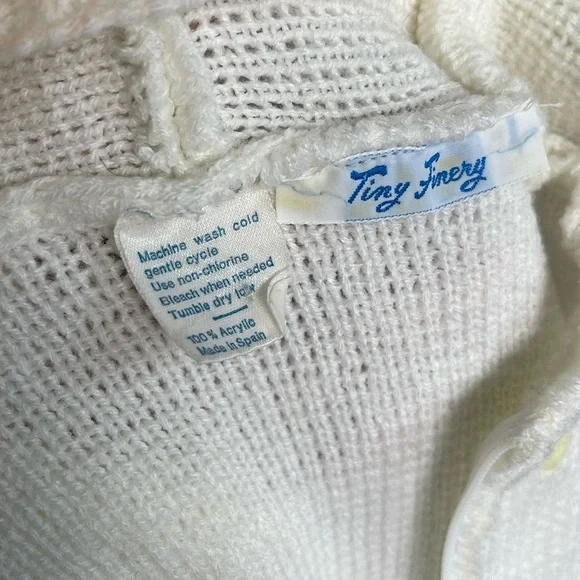 Tiny Finery
Machine wash cold
gentle cycle
Use non-chlorine
Bleach when needed
Tumble dry low
100% Acrylic
Made in Spain